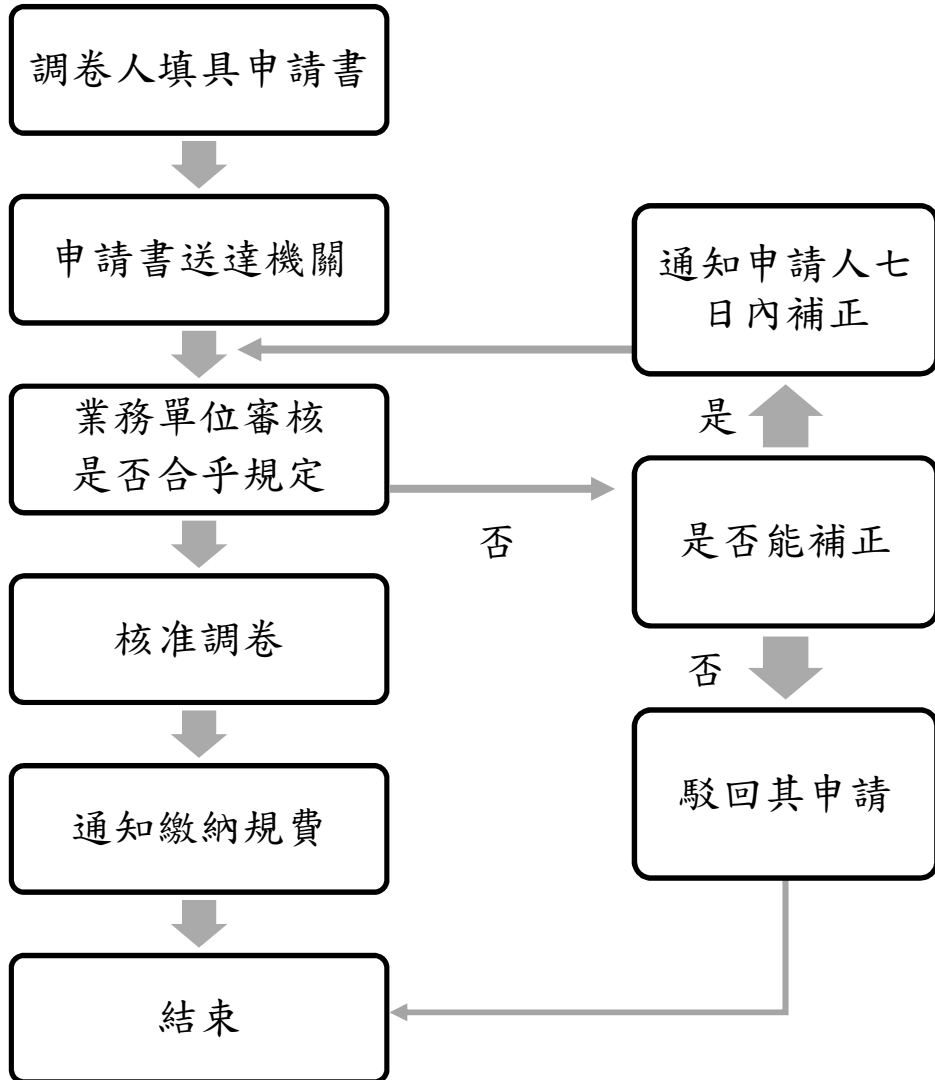 調卷人填具申請書
申請書送達機關
業務單位審核
是否合乎規定
核准調卷
通知繳納規費
結束
否
通知申請人七
日內補正
是
是否能補正
否
駁回其申請